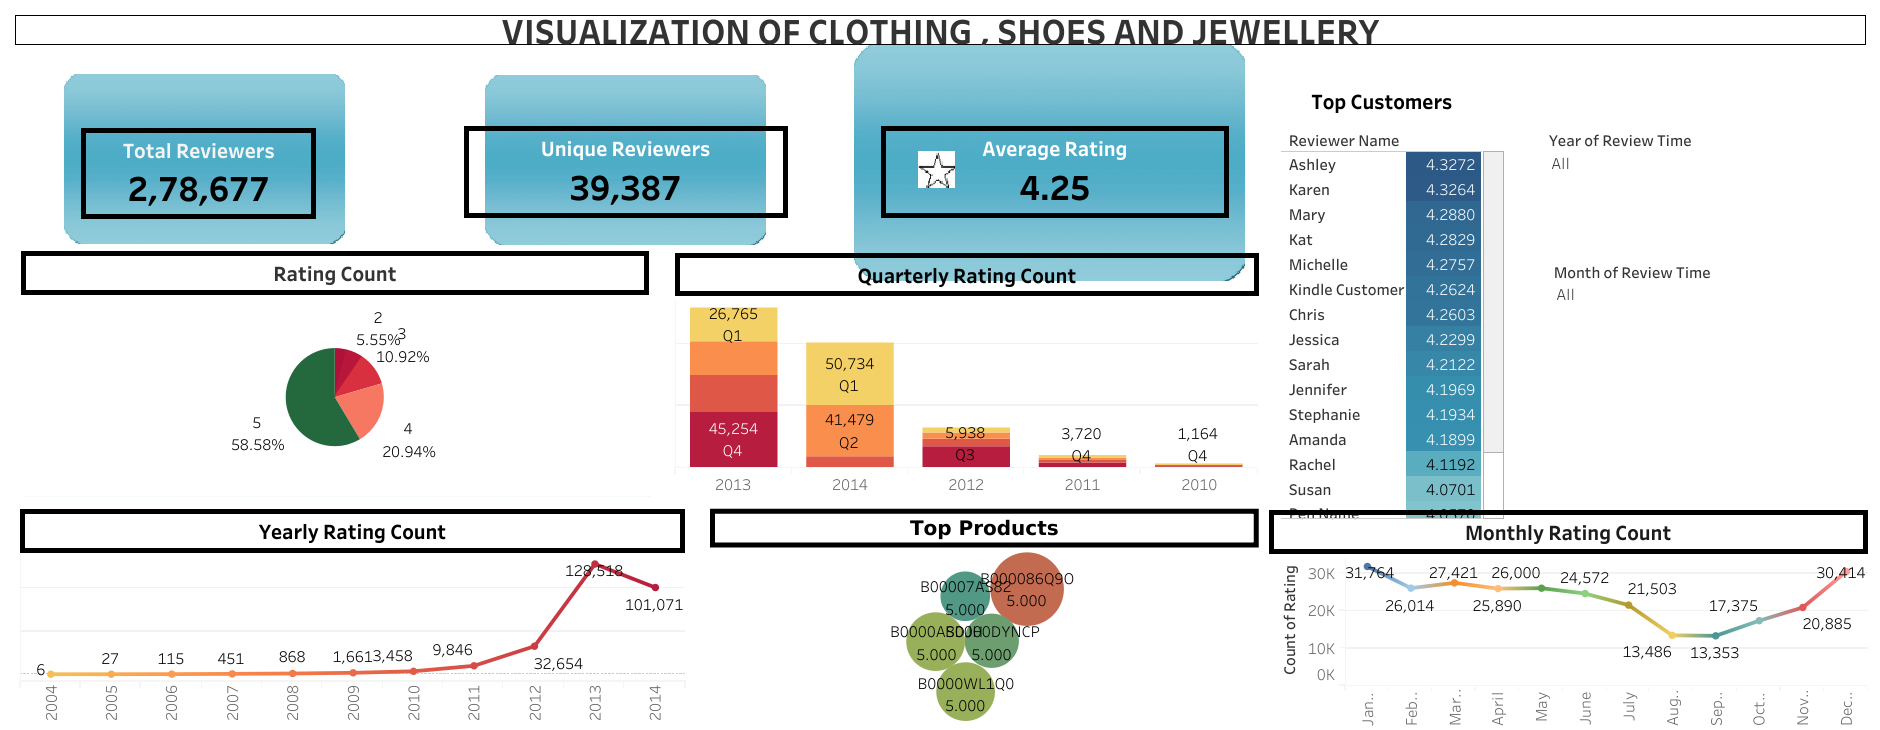 VISUALIZATION OF CLOTHING , SHOES AND JEWELLERY
Total Reviewers
2,78,677
Unique Reviewers
39,387
Average Rating
4.25
Top Customers
Reviewer Name
Ashley 4.3272
Karen 4.3264
Mary 4.2880
Kat 4.2829
Michelle 4.2757
Kindle Customer 4.2624
Chris 4.2603
Jessica 4.2299
Sarah 4.2122
Jennifer 4.1969
Stephanie 4.1934
Amanda 4.1899
Rachel 4.1192
Susan 4.0701
Pen Name
Year of Review Time
All
Month of Review Time
All
Rating Count
2
5.55%
3
10.92%
4
20.94%
5
58.58%
Quarterly Rating Count
26,765
Q1
45,254
Q4
50,734
Q1
41,479
Q2
5,938
Q3
3,720
Q4
1,164
Q4
2013 2014 2012 2011 2010
Yearly Rating Count
6 27 115 451 868 1,661 3,458 9,846 32,654 128,518 101,071
2004 2005 2006 2007 2008 2009 2010 2011 2012 2013 2014
Top Products
B00007AS82
5.000
B000086Q9O
5.000
5.000
5.000
B0000WL1Q0
5.000
Monthly Rating Count
Count of Rating
30K
20K
10K
0K
31,764 26,014 27,421 25,890 26,000 24,572 21,503 13,486 13,353 17,375 20,885 30,414
Jan.. Feb.. Mar.. April May June July Aug.. Sep.. Oct.. Nov.. Dec..